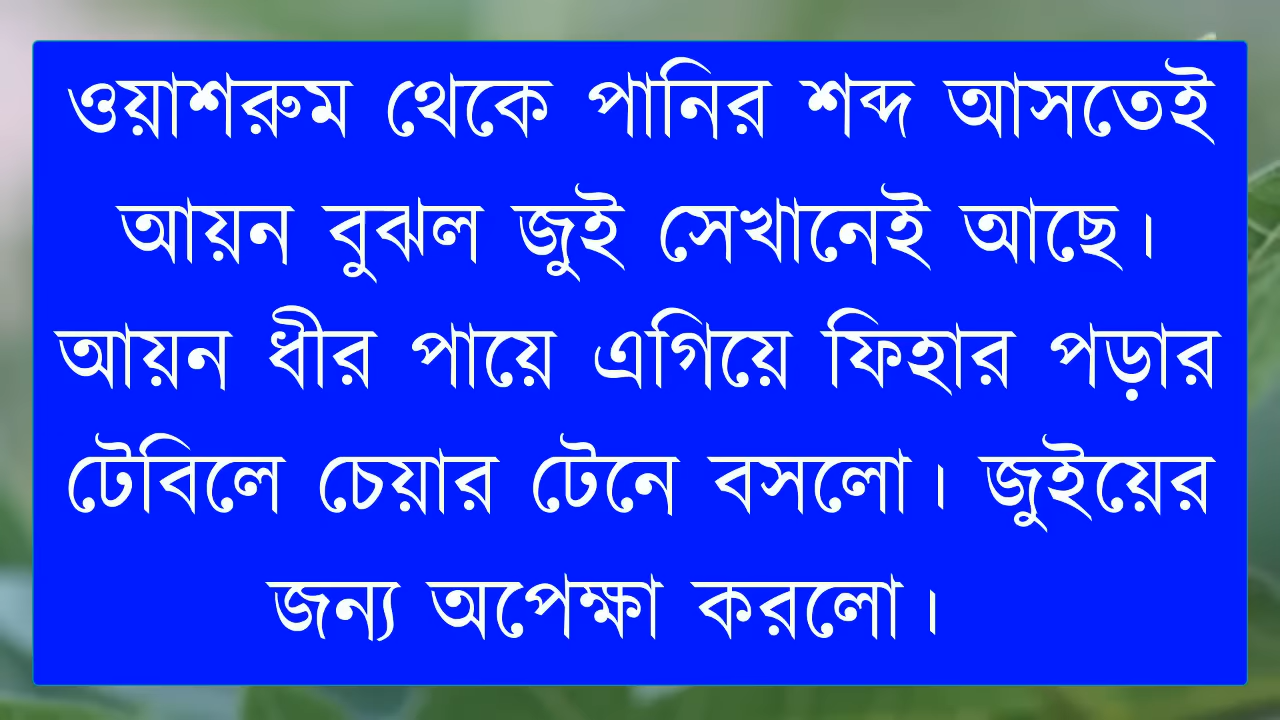 ওয়াশরুম থেকে পানির শব্দ আসতেই
আয়ন বুঝল জুই সেখানেই আছে।
আয়ন ধীর পায়ে এগিয়ে ফিহার পড়ার
টেবিলে চেয়ার টেনে বসলো। জুইয়ের
জন্য অপেক্ষা করলো।